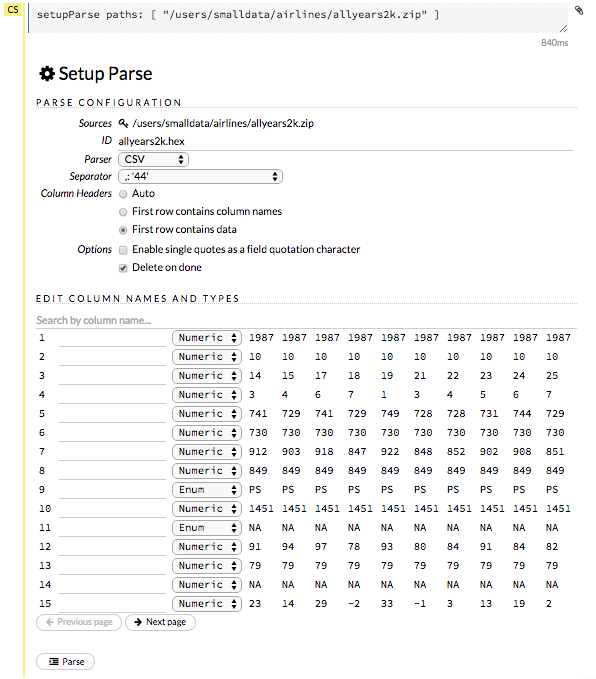 CS
setupParse paths: [ "/users/smalldata/airlines/allyears2k.zip" ]
840ms
Setup Parse
PARSE CONFIGURATION
Sources /users/smalldata/airlines/allyears2k.zip
ID allyears2k.hex
Parser CSV
Separator ,: '44'
Column Headers Auto
First row contains column names
First row contains data
Options Enable single quotes as a field quotation character
Delete on done
EDIT COLUMN NAMES AND TYPES
Search by column name...
1 Numeric 1987 1987 1987 1987 1987 1987 1987 1987 1987 1987
2 Numeric 10 10 10 10 10 10 10 10 10 10
3 Numeric 14 15 17 18 19 21 22 23 24 25
4 Numeric 3 4 6 7 1 3 4 5 6 7
5 Numeric 741 729 741 729 749 728 728 731 744 729
6 Numeric 730 730 730 730 730 730 730 730 730 730
7 Numeric 912 903 918 847 922 848 852 902 908 851
8 Numeric 849 849 849 849 849 849 849 849 849 849
9 Enum PS PS PS PS PS PS PS PS PS PS
10 Numeric 1451 1451 1451 1451 1451 1451 1451 1451 1451 1451
11 Enum NA NA NA NA NA NA NA NA NA NA
12 Numeric 91 94 97 78 93 80 84 91 84 82
13 Numeric 79 79 79 79 79 79 79 79 79 79
14 Numeric NA NA NA NA NA NA NA NA NA NA
15 Numeric 23 14 29 -2 33 -1 3 13 19 2
Previous page Next page
Parse